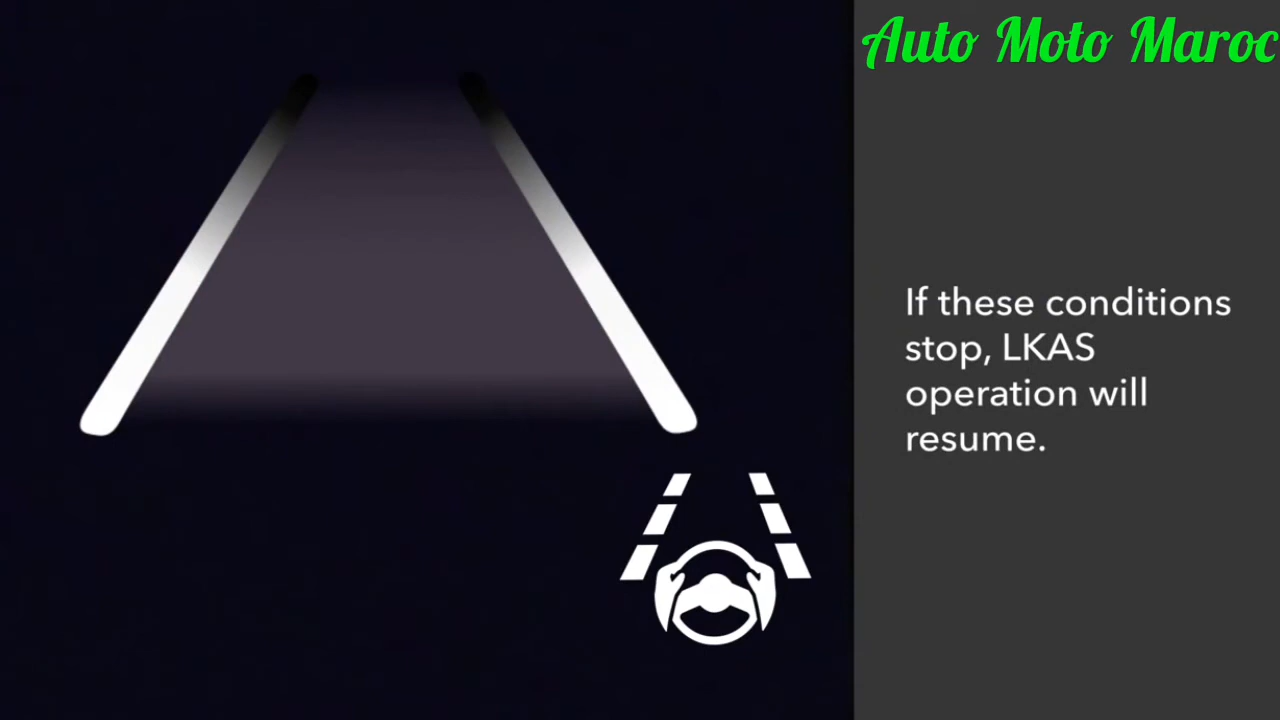 Auto Moto Maroc
If these conditions
stop, LKAS
operation will
resume.